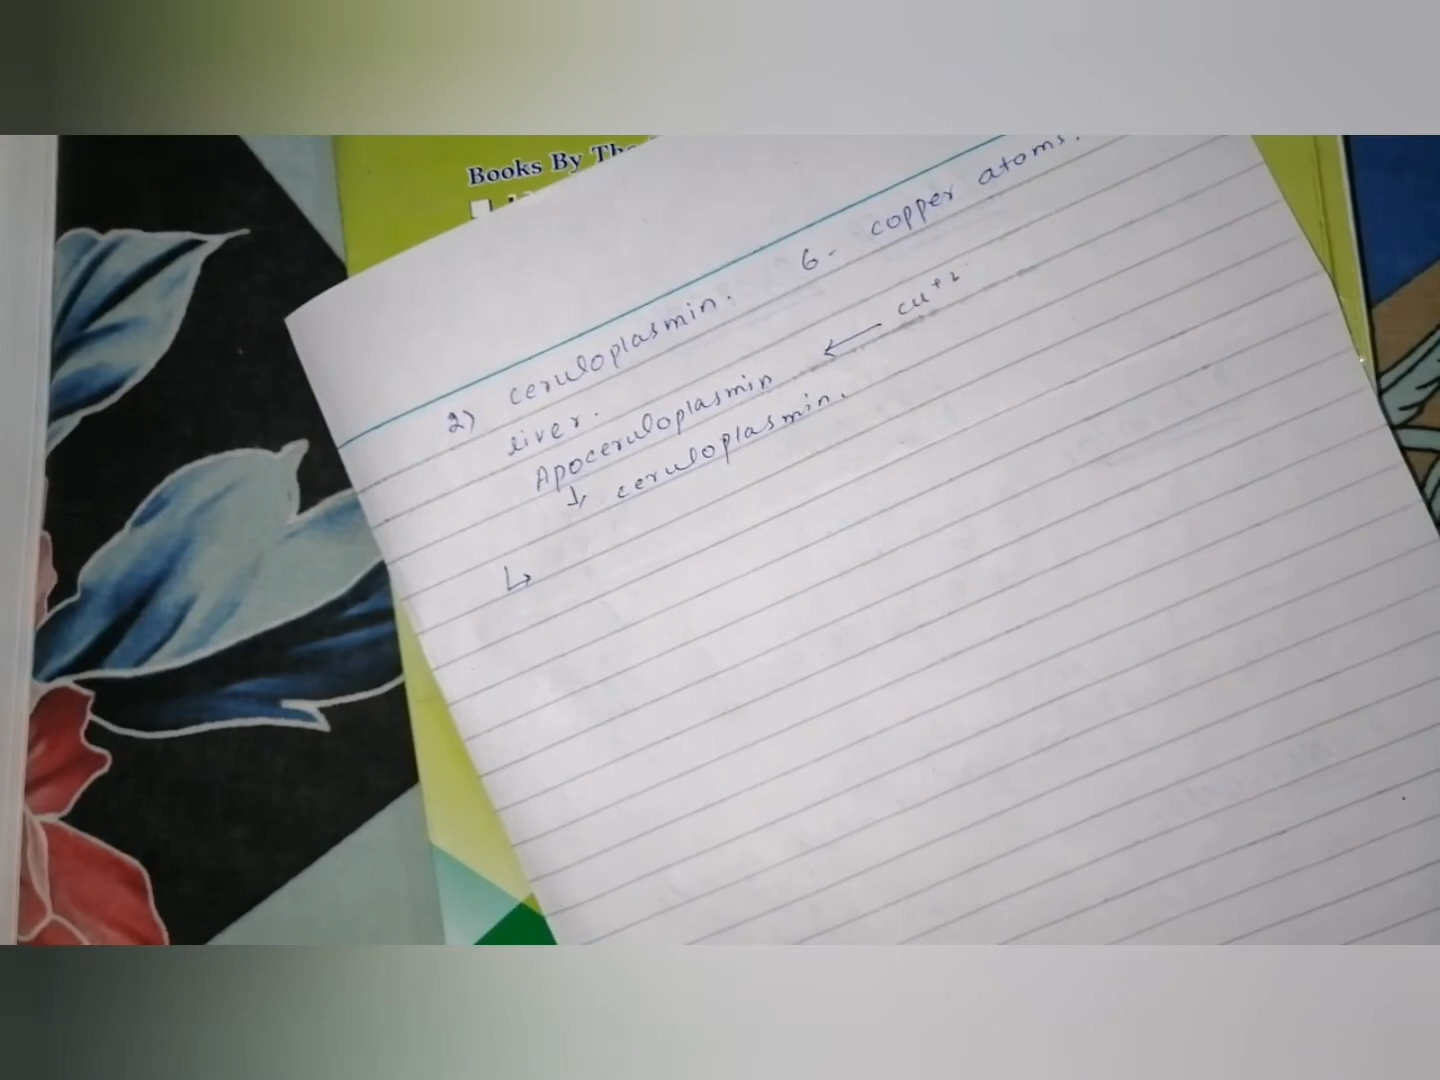 Books By The
2) ceruloplasmin. 6- copper atoms.
liver.
Apoceruloplasmin ← Cu+2
↓ ceruloplasmin.
↳